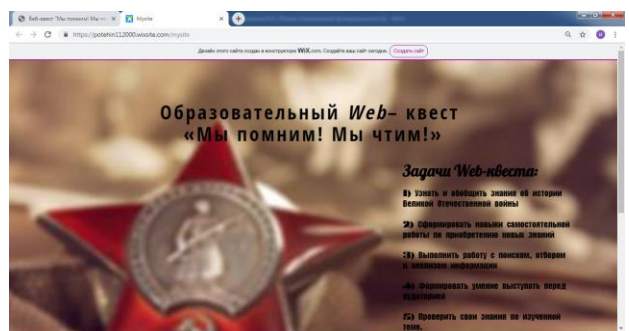 Веб-квест "Мы помним! Мы чт
Mysite
https://potehin112000.wixsite.com/mysite
Дизайн этого сайта создан в конструкторе WiX.com. Создайте ваш сайт сегодня. Создать сайт
Образовательный Web– квест
«Мы помним! Мы чтим!»
Задачи Web-квеста:
1) Узнать и обобщить знания об истории
Великой Отечественной войны
2) Сформировать навыки самостоятельной
работы по приобретению новых знаний
3) Выполнить работу с поиском, отбором
и анализом информации
4) Формировать умение выступать перед
аудиторией
5) Проверить свои знания по изученной
теме.